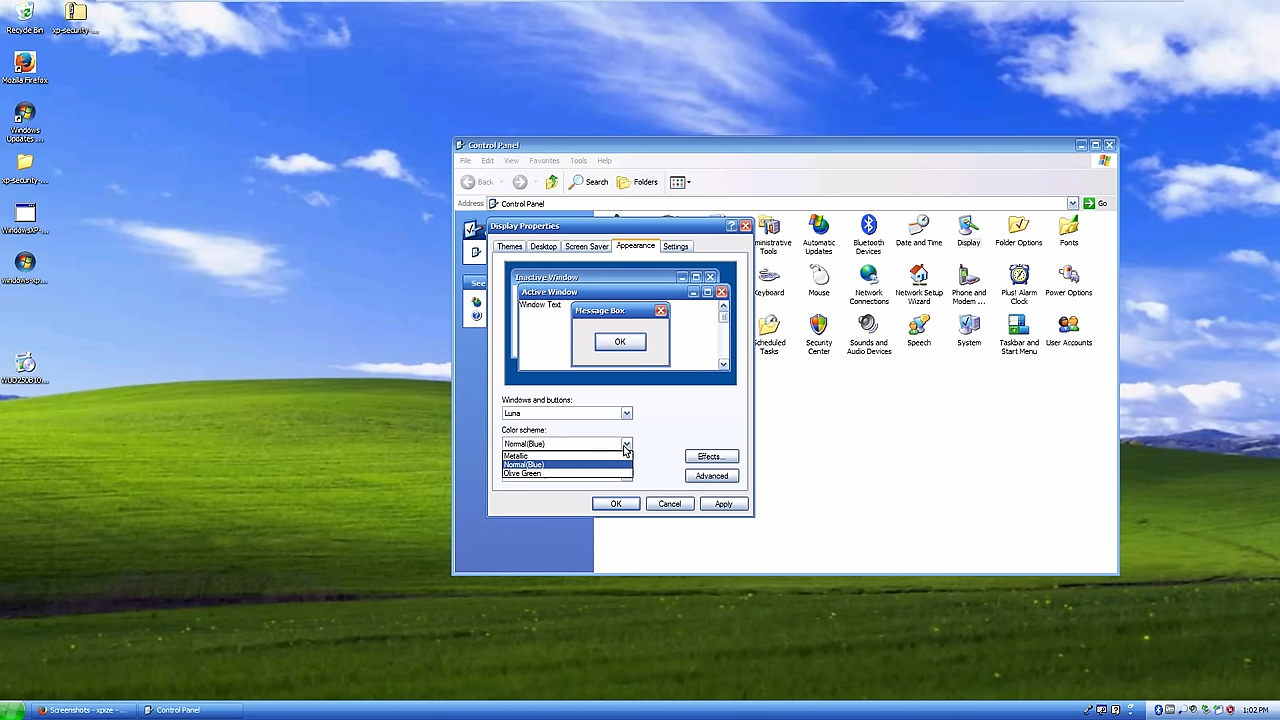 Recycle Bin
xp-security-...
Mozilla Firefox
Windows
Updates ...
xp-security-...
WindowsXP-...
windows-xp...
Control Panel
File Edit View Favorites Tools Help
Back Search Folders
Address Control Panel Go
Display Properties
Themes Desktop Screen Saver Appearance Settings
Inactive Window
Active Window
Window Text
Message Box
OK
Windows and buttons:
Luna
Color scheme:
Normal(Blue)
Metallic
Normal(Blue)
Olive Green
Effects...
Advanced
OK Cancel Apply
See
ministrative
Tools
Automatic
Updates
Bluetooth
Devices
Date and Time
Display
Folder Options
Fonts
Keyboard
Mouse
Network
Connections
Network Setup
Wizard
Phone and
Modem ...
Plus! Alarm
Clock
Power Options
Scheduled
Tasks
Security
Center
Sounds and
Audio Devices
Speech
System
Taskbar and
Start Menu
User Accounts
Screenshots - xpize - ...
Control Panel
1:02 PM